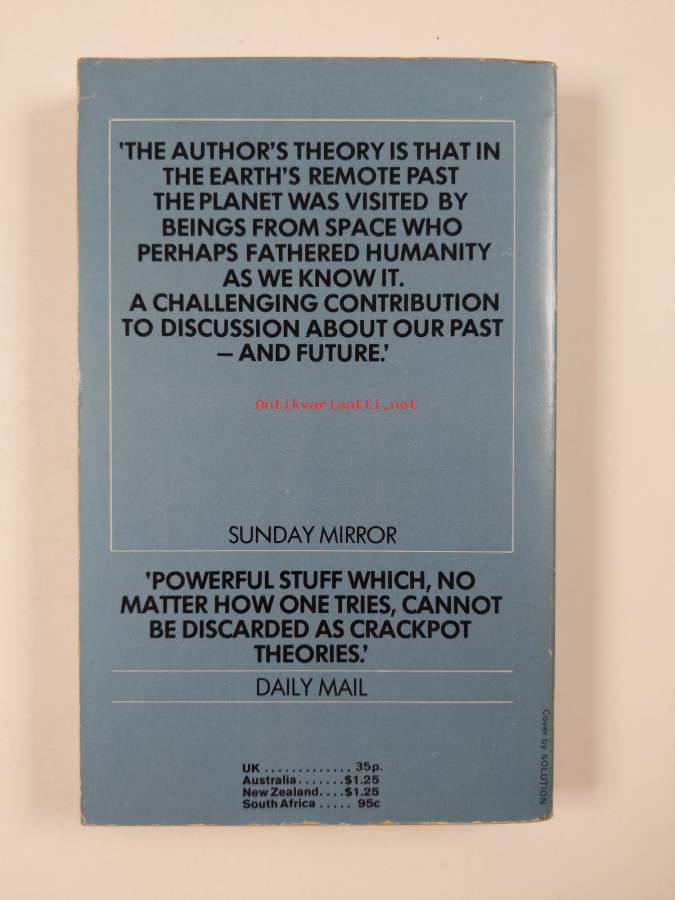 'THE AUTHOR'S THEORY IS THAT IN
THE EARTH'S REMOTE PAST
THE PLANET WAS VISITED BY
BEINGS FROM SPACE WHO
PERHAPS FATHERED HUMANITY
AS WE KNOW IT.
A CHALLENGING CONTRIBUTION
TO DISCUSSION ABOUT OUR PAST
– AND FUTURE.'
Antikvariaatti.net
SUNDAY MIRROR
'POWERFUL STUFF WHICH, NO
MATTER HOW ONE TRIES, CANNOT
BE DISCARDED AS CRACKPOT
THEORIES.'
DAILY MAIL
Cover by SOLUTION
UK ............. 35p.
Australia.......$1.25
New Zealand....$1.25
South Africa ..... 95c